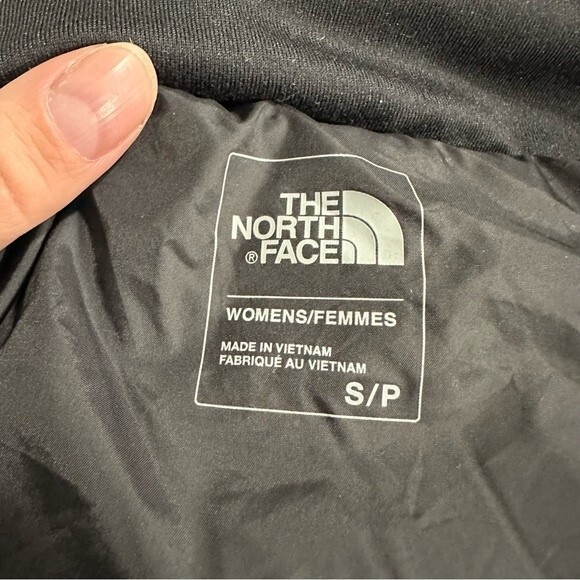 THE
NORTH
®FACE
WOMENS/FEMMES
MADE IN VIETNAM
FABRIQUÉ AU VIETNAM
S/P